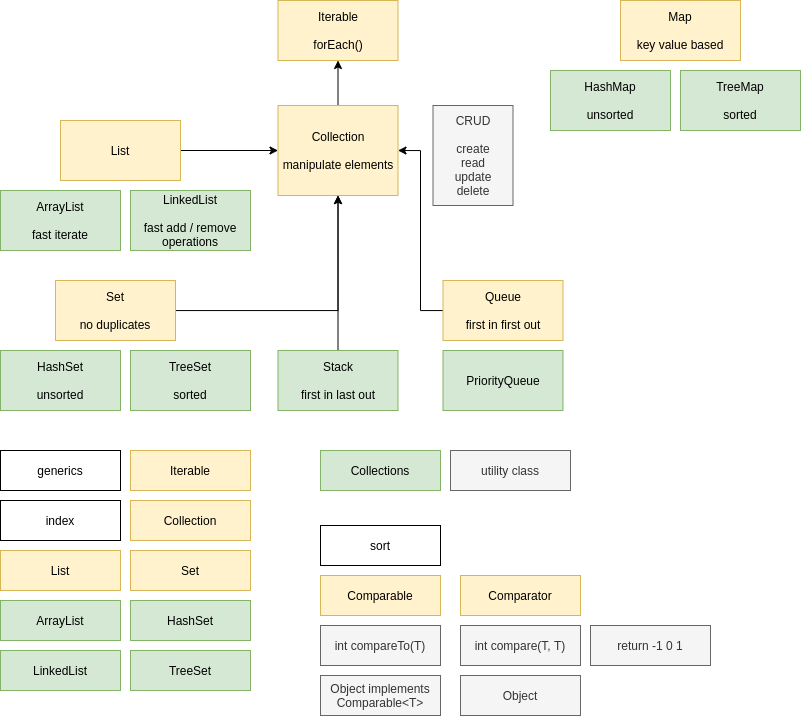 Iterable
forEach()
Map
key value based
HashMap
unsorted
TreeMap
sorted
List
Collection
manipulate elements
CRUD
create
read
update
delete
ArrayList
fast iterate
LinkedList
fast add / remove
operations
Set
no duplicates
Queue
first in first out
HashSet
unsorted
TreeSet
sorted
Stack
first in last out
PriorityQueue
generics
Iterable
Collections
utility class
index
Collection
sort
List
Set
Comparable
Comparator
ArrayList
HashSet
int compareTo(T)
int compare(T, T)
return -1 0 1
LinkedList
TreeSet
Object implements
Comparable<T>
Object